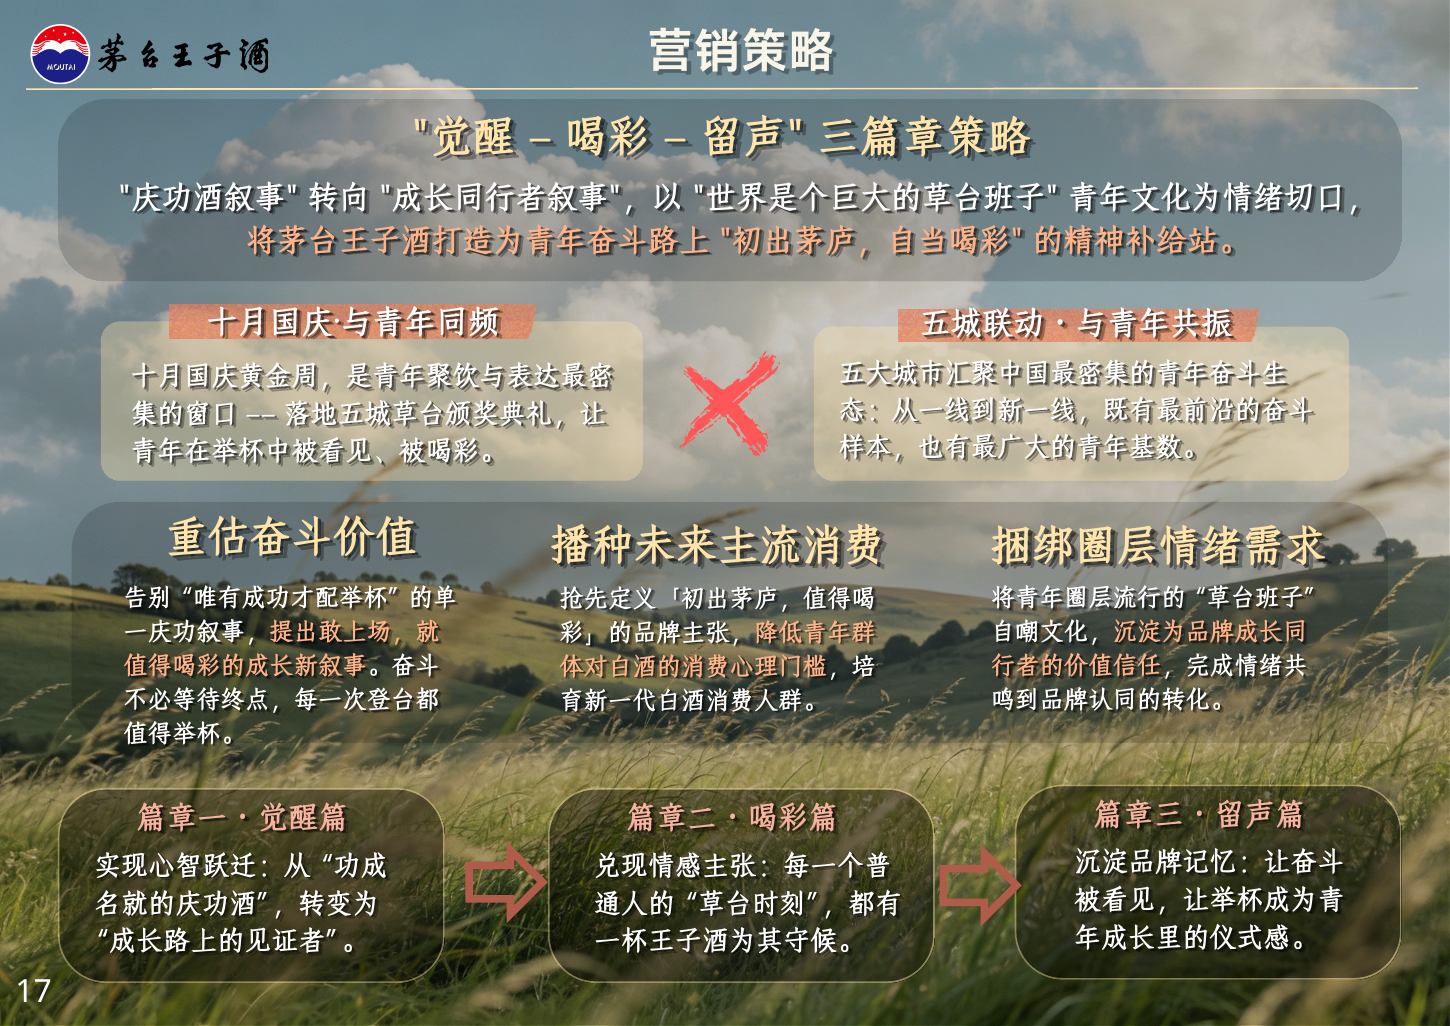 MOUTAI
茅台王子酒
营销策略
"觉醒 – 喝彩 – 留声" 三篇章策略
"庆功酒叙事" 转向 "成长同行者叙事"，以 "世界是个巨大的草台班子" 青年文化为情绪切口，
将茅台王子酒打造为青年奋斗路上 "初出茅庐，自当喝彩" 的精神补给站。
十月国庆·与青年同频
十月国庆黄金周，是青年聚饮与表达最密
集的窗口 —— 落地五城草台颁奖典礼，让
青年在举杯中被看见、被喝彩。
五城联动·与青年共振
五大城市汇聚中国最密集的青年奋斗生
态：从一线到新一线，既有最前沿的奋斗
样本，也有最广大的青年基数。
重估奋斗价值
告别“唯有成功才配举杯”的单
一庆功叙事，提出敢上场，就
值得喝彩的成长新叙事。奋斗
不必等待终点，每一次登台都
值得举杯。
播种未来主流消费
抢先定义「初出茅庐，值得喝
彩」的品牌主张，降低青年群
体对白酒的消费心理门槛，培
育新一代白酒消费人群。
捆绑圈层情绪需求
将青年圈层流行的“草台班子”
自嘲文化，沉淀为品牌成长同
行者的价值信任，完成情绪共
鸣到品牌认同的转化。
篇章一·觉醒篇
实现心智跃迁：从“功成
名就的庆功酒”，转变为
“成长路上的见证者”。
篇章二·喝彩篇
兑现情感主张：每一个普
通人的“草台时刻”，都有
一杯王子酒为其守候。
篇章三·留声篇
沉淀品牌记忆：让奋斗
被看见，让举杯成为青
年成长里的仪式感。
17